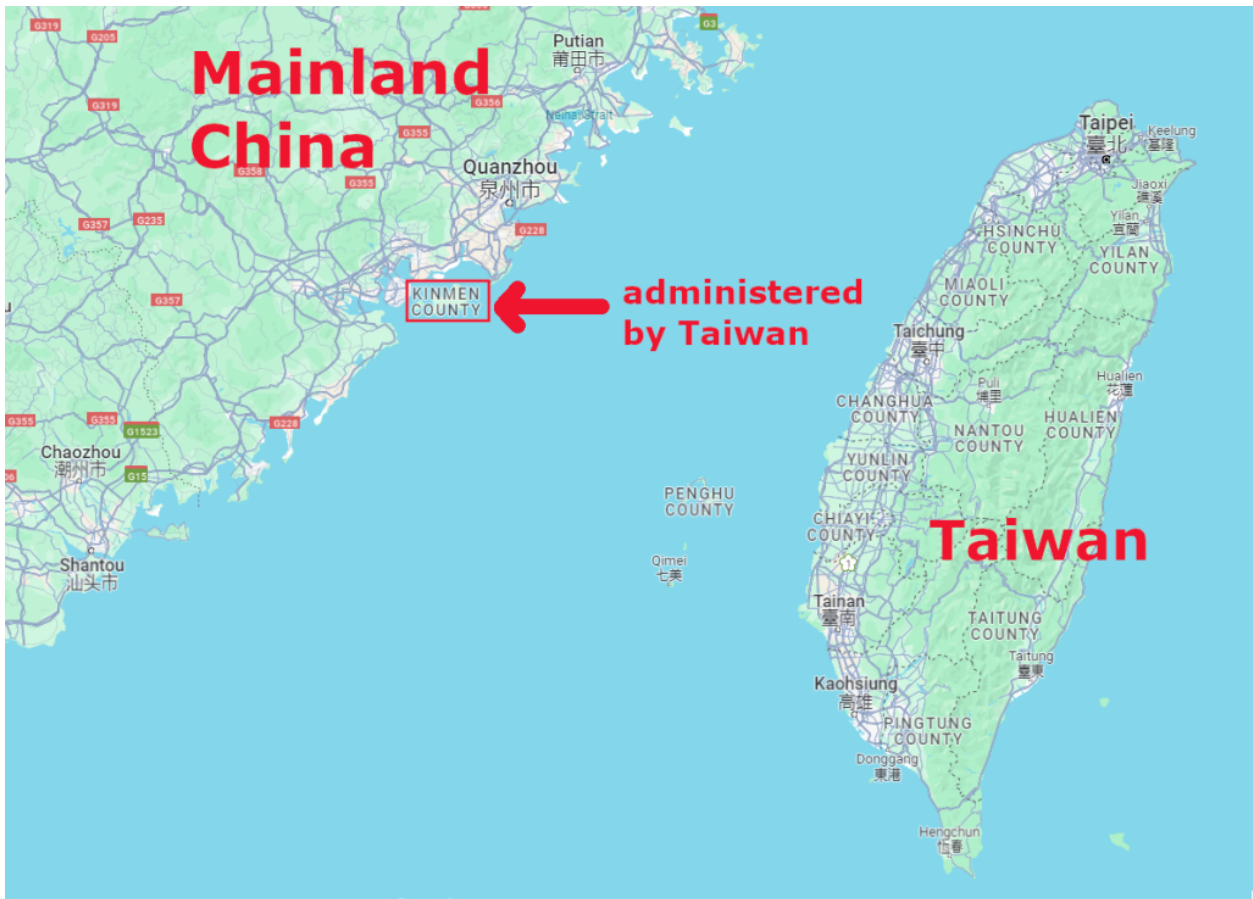 G319
G205
G3
Putian
莆田市
Mainland
China
G319
G356
Neinai Strait
G355
Taipei
臺北
Keelung
基隆
Quanzhou
泉州市
G358
G355
Jiaoxi
礁溪
G357
G235
G228
Yilan
宜蘭
HSINCHU
COUNTY
YILAN
COUNTY
KINMEN
COUNTY
administered
by Taiwan
G357
MIAOLI
COUNTY
Taichung
臺中
Puli
埔里
Hualien
花蓮
CHANGHUA
COUNTY
HUALIEN
COUNTY
NANTOU
COUNTY
G355
G355
G228
G1523
Chaozhou
潮州市
G15
YUNLIN
COUNTY
PENGHU
COUNTY
CHIAYI
COUNTY
Taiwan
Qimei
七美
1
Shantou
汕头市
Tainan
臺南
TAITUNG
COUNTY
Taitung
臺東
Kaohsiung
高雄
PINGTUNG
COUNTY
Donggang
東港
Hengchun
恆春